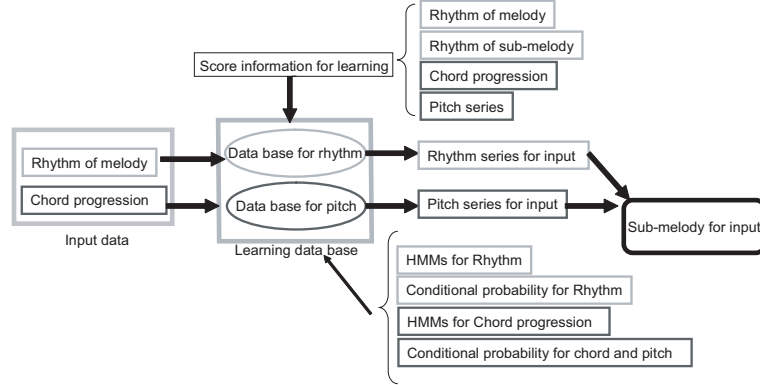 Rhythm of melody
Rhythm of sub-melody
Score information for learning
Chord progression
Pitch series
Rhythm of melody
Chord progression
Input data
Data base for rhythm
Data base for pitch
Learning data base
Rhythm series for input
Pitch series for input
Sub-melody for input
HMMs for Rhythm
Conditional probability for Rhythm
HMMs for Chord progression
Conditional probability for chord and pitch